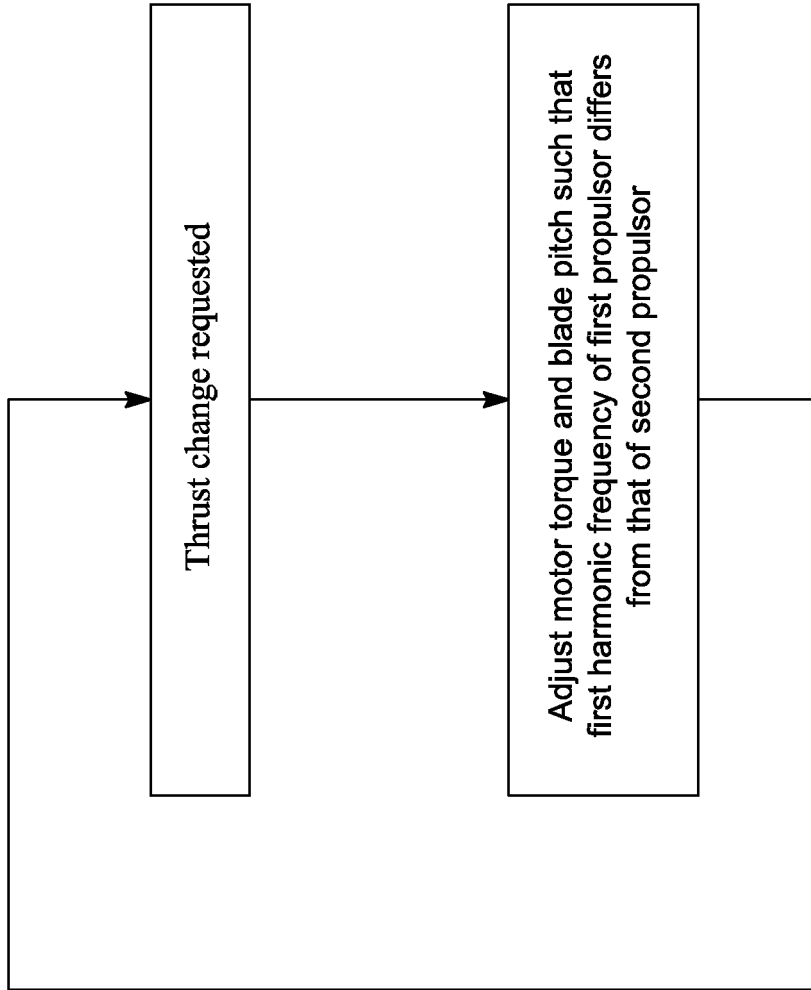 Thrust change requested
Adjust motor torque and blade pitch such that
first harmonic frequency of first propulsor differs
from that of second propulsor